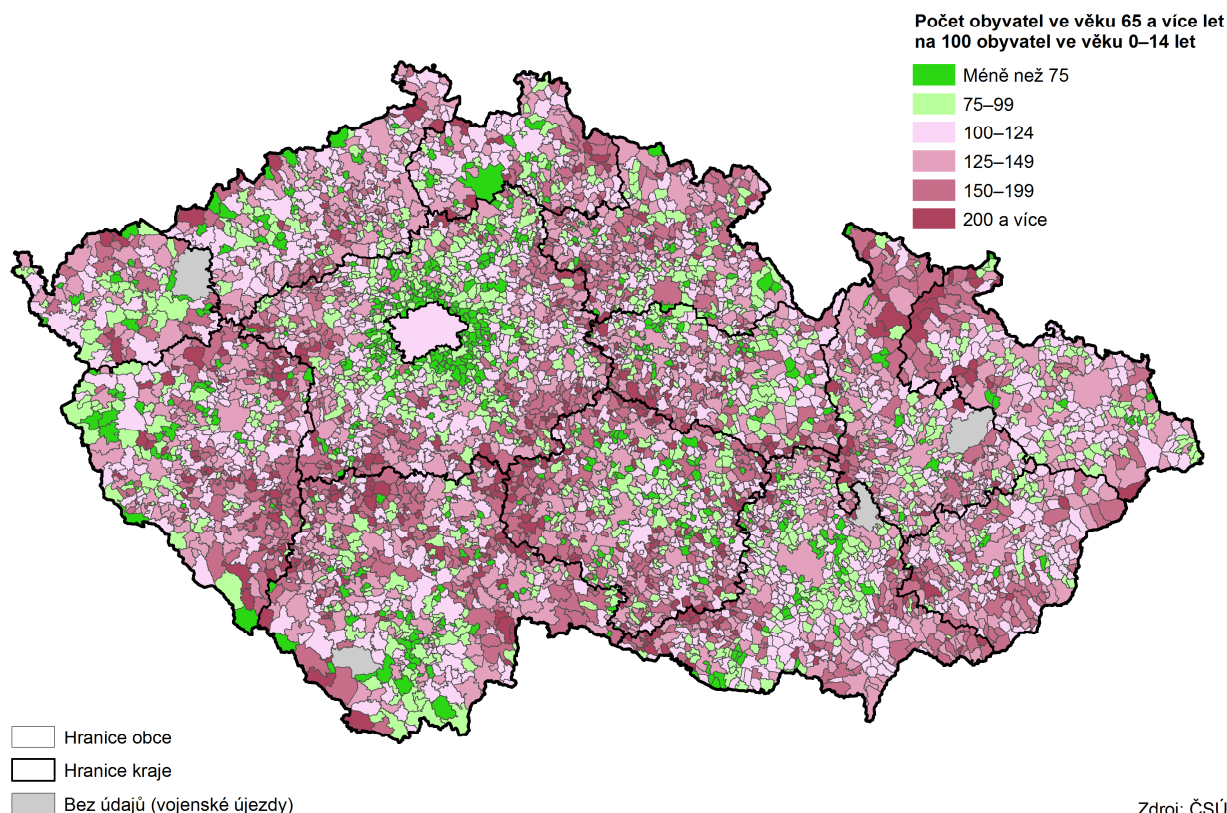 Počet obyvatel ve věku 65 a více let
na 100 obyvatel ve věku 0–14 let
Méně než 75
75–99
100–124
125–149
150–199
200 a více
Hranice obce
Hranice kraje
Bez údajů (vojenské újezdy)
Zdroj: ČSÚ